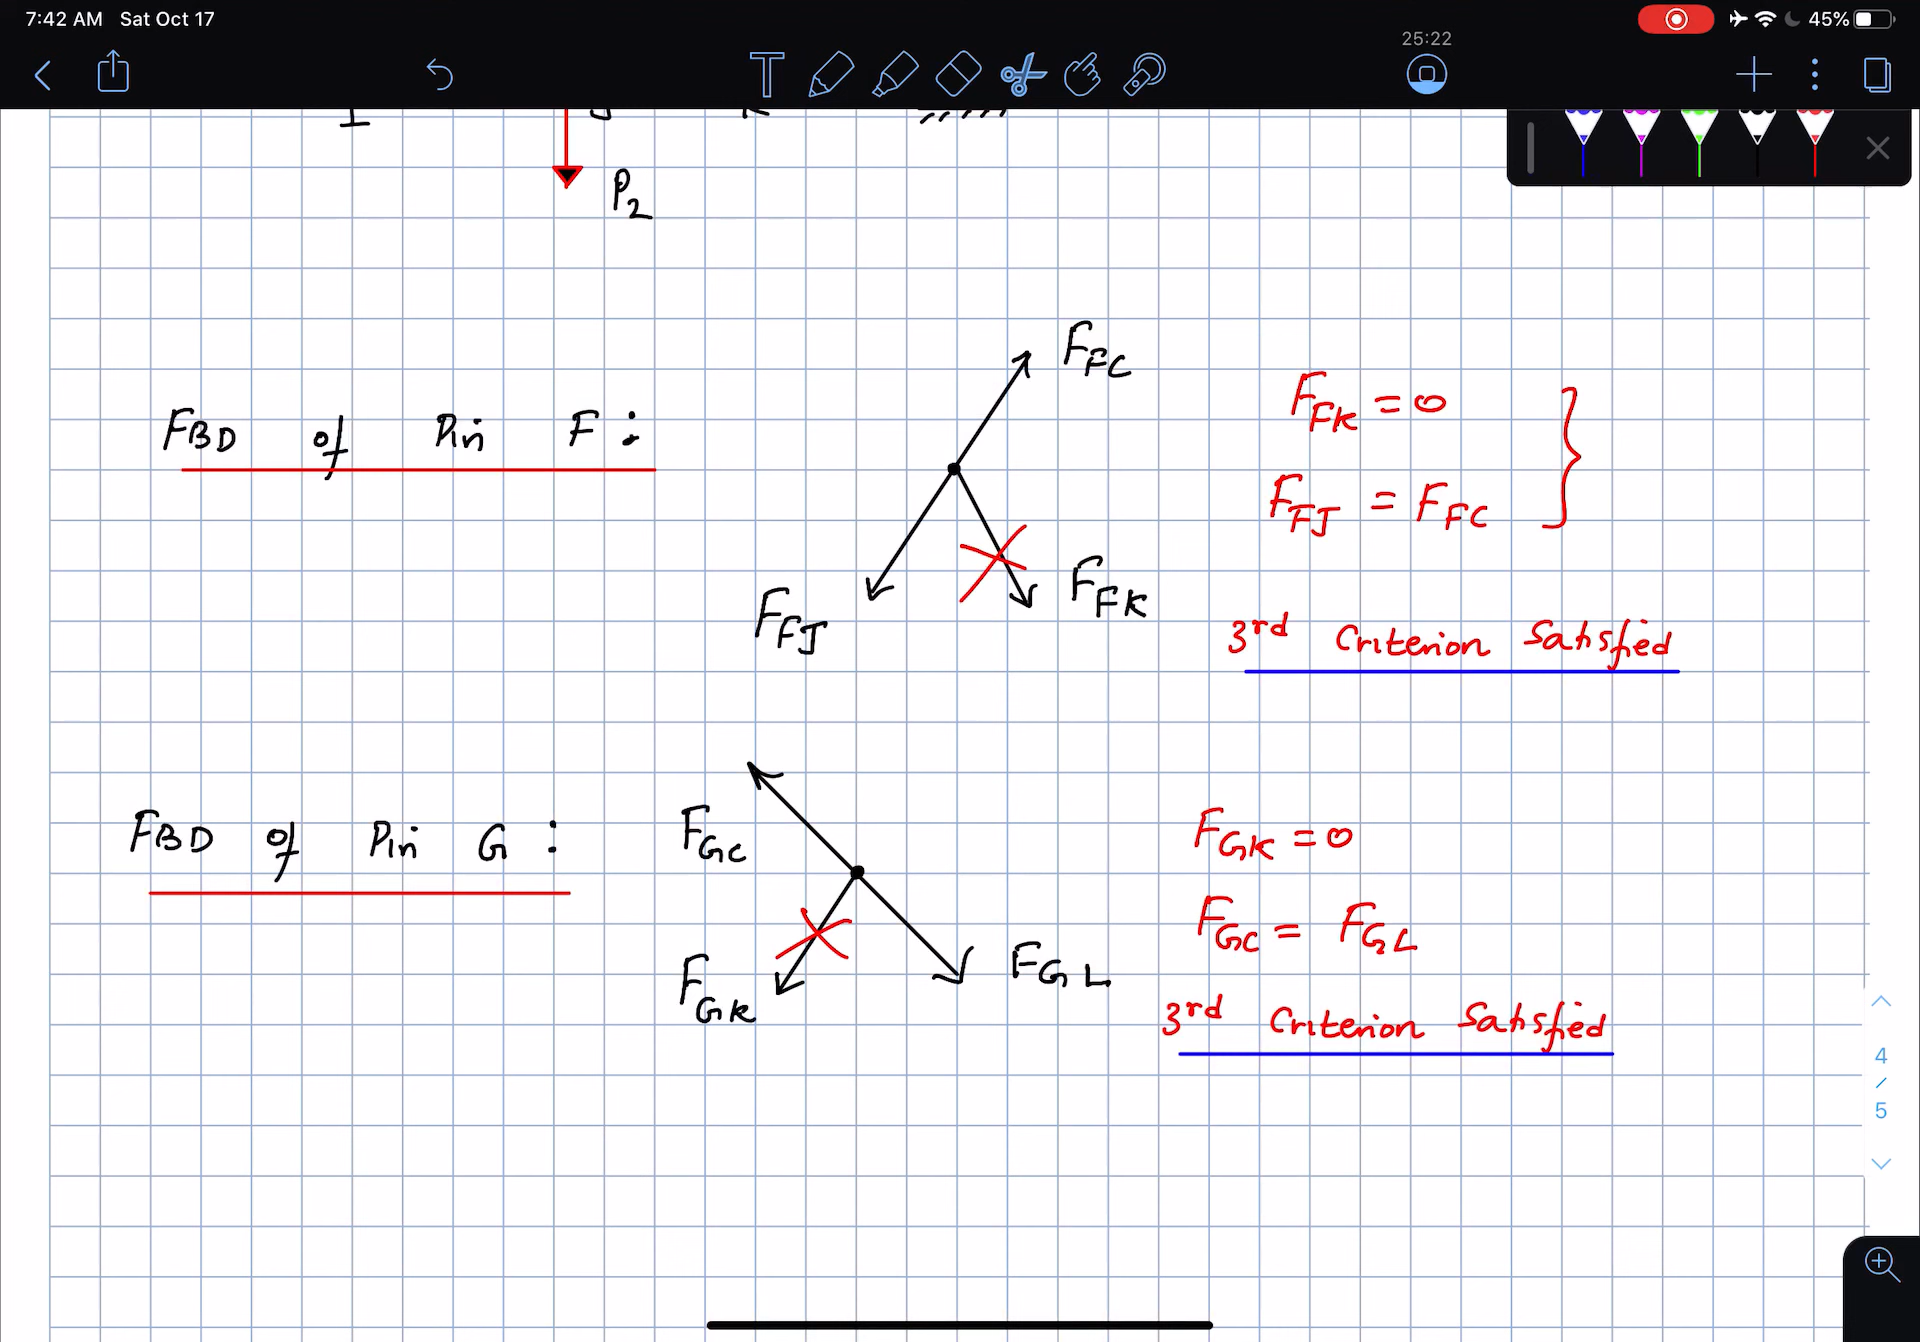 7:42 AM Sat Oct 17
45%
25:22
I
P2
FBD of Pin F:
FFC
FFJ
FFK
FFK = 0
FFJ = FFC
3rd Criterion Satisfied
FBD of Pin G:
FGC
FGK
FGL
FGK = 0
FGC = FGL
3rd Criterion Satisfied
4
/
5